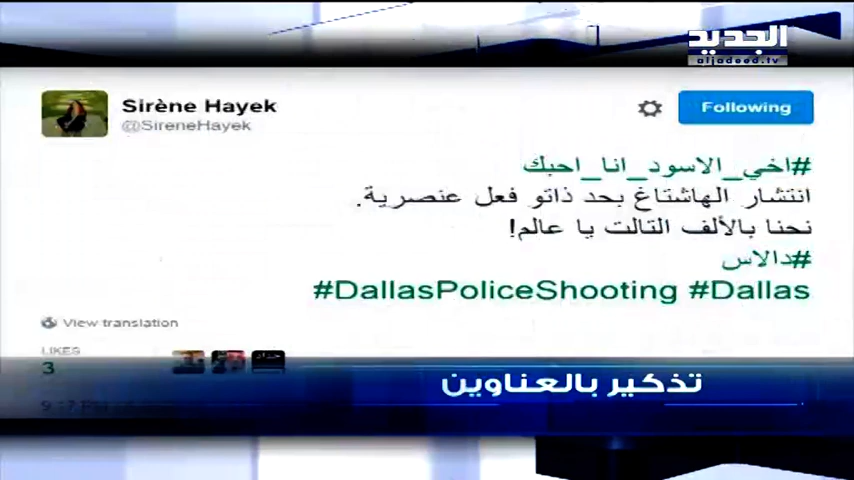 الجديد
aljadeed.tv
Sirène Hayek
@SireneHayek
Following
#اخي_الاسود_انا_احبك
انتشار الهاشتاغ بحد ذاتو فعل عنصرية.
نحنا بالألف التالت يا عالم!
#دالاس
#DallasPoliceShooting #Dallas
View translation
LIKES
3
تذكير بالعناوين